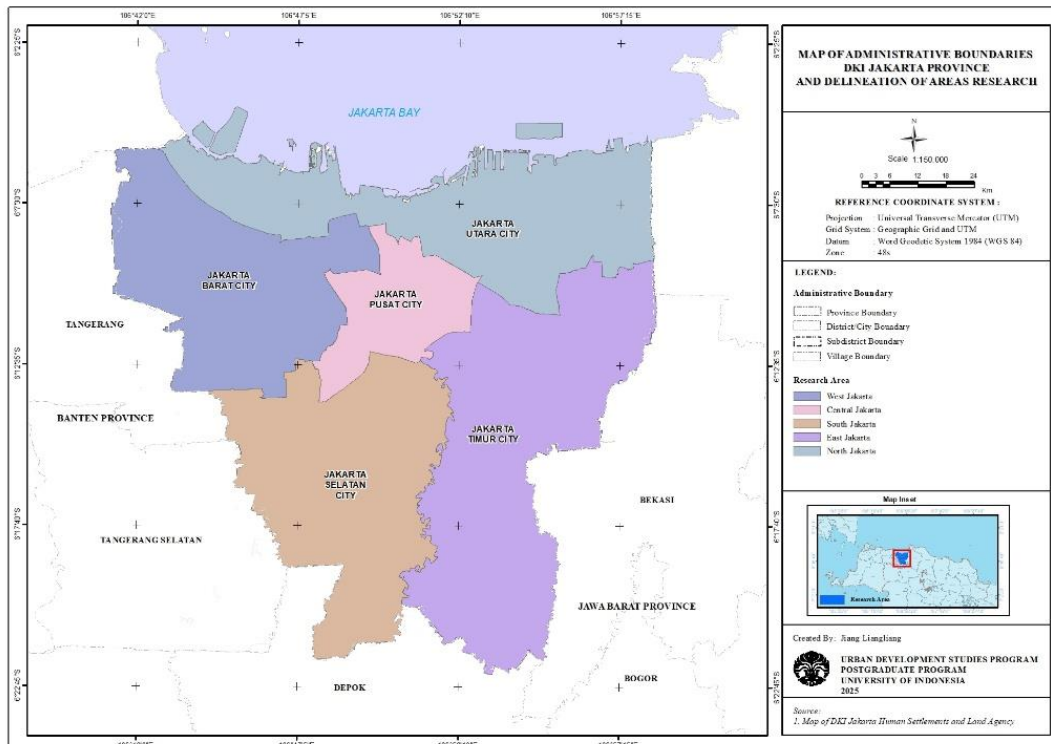 106°42'0"E
106°47'5"E
106°52'10"E
106°57'15"E
JAKARTA BAY
JAKARTA
UTARA CITY
JAKARTA
BARAT CITY
JAKARTA
PUSAT CITY
TANGERANG
BANTEN PROVINCE
JAKARTA
TIMUR CITY
JAKARTA
SELATAN
CITY
BEKASI
TANGERANG SELATAN
JAWA BARAT PROVINCE
DEPOK
BOGOR
6°7'30"S
6°12'35"S
6°17'40"S
6°22'45"S
MAP OF ADMINISTRATIVE BOUNDARIES
DKI JAKARTA PROVINCE
AND DELINEATION OF AREAS RESEARCH
N
Scale 1:160.000
0 3 6 12 18 24
Km
REFERENCE COORDINATE SYSTEM :
Projection : Universal Transverse Mercator (UTM)
Grid System : Geographic Grid and UTM
Datum : Word Geodetic System 1984 (WGS 84)
Zone : 48s
LEGEND:
Administrative Boundary
Province Boundary
District/City Boundary
Subdistrict Boundary
Village Boundary
Research Area
West Jakarta
Central Jakarta
South Jakarta
East Jakarta
North Jakarta
Map Inset
Research Area
Created By: Jiang Liangliang
URBAN DEVELOPMENT STUDIES PROGRAM
POSTGRADUATE PROGRAM
UNIVERSITY OF INDONESIA
2025
Source:
1. Map of DKI Jakarta Human Settlements and Land Agency